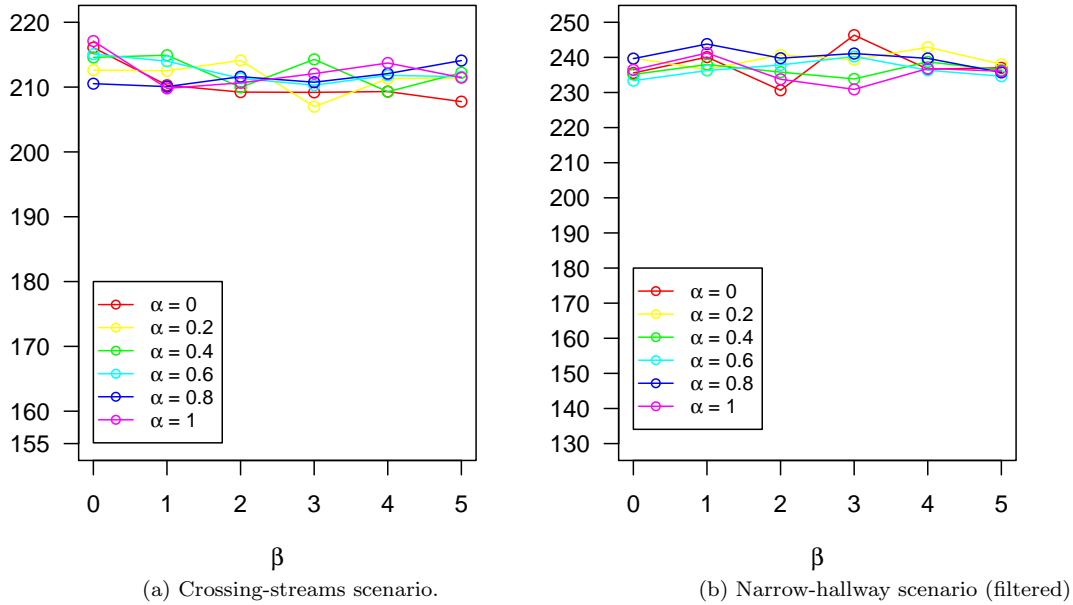 220
210
200
190
180
170
160
155
α = 0
α = 0.2
α = 0.4
α = 0.6
α = 0.8
α = 1
0 1 2 3 4 5
β
(a) Crossing-streams scenario.
250
240
230
220
210
200
190
180
170
160
150
140
130
α = 0
α = 0.2
α = 0.4
α = 0.6
α = 0.8
α = 1
0 1 2 3 4 5
β
(b) Narrow-hallway scenario (filtered)